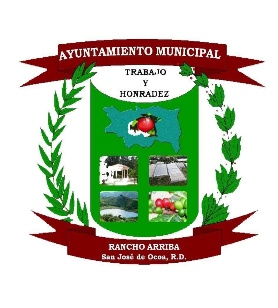 AYUNTAMIENTO MUNICIPAL
TRABAJO
Y
HONRADEZ
RANCHO ARRIBA
San José de Ocoa, R.D.